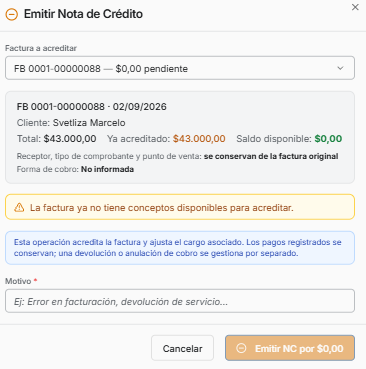 Emitir Nota de Crédito
Factura a acreditar
FB 0001-00000088 — $0,00 pendiente
FB 0001-00000088 · 02/09/2026
Cliente: Svetliza Marcelo
Total: $43.000,00 Ya acreditado: $43.000,00 Saldo disponible: $0,00
Receptor, tipo de comprobante y punto de venta: se conservan de la factura original
Forma de cobro: No informada
La factura ya no tiene conceptos disponibles para acreditar.
Esta operación acredita la factura y ajusta el cargo asociado. Los pagos registrados se
conservan; una devolución o anulación de cobro se gestiona por separado.
Motivo *
Ej: Error en facturación, devolución de servicio...
Cancelar
Emitir NC por $0,00